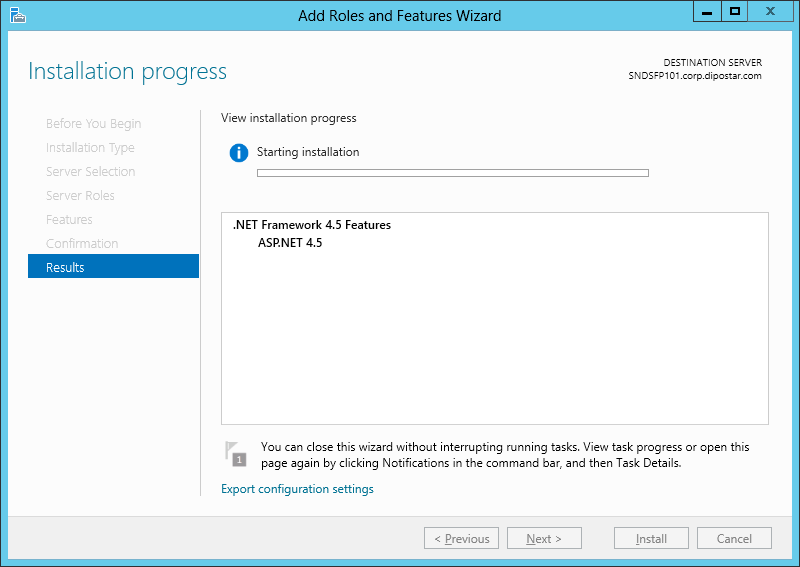 Add Roles and Features Wizard
Installation progress
DESTINATION SERVER
SNDSFP101.corp.dipostar.com
Before You Begin
Installation Type
Server Selection
Server Roles
Features
Confirmation
Results
View installation progress
Starting installation
.NET Framework 4.5 Features
ASP.NET 4.5
1
You can close this wizard without interrupting running tasks. View task progress or open this
page again by clicking Notifications in the command bar, and then Task Details.
Export configuration settings
< Previous
Next >
Install
Cancel